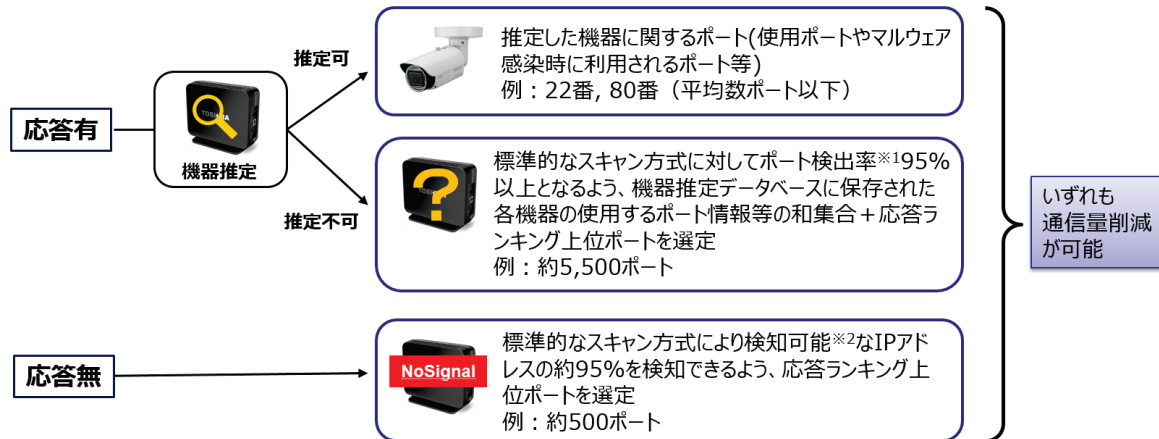 推定可
推定した機器に関するポート(使用ポートやマルウェア
感染時に利用されるポート等)
例：22番, 80番（平均数ポート以下）
応答有
TOSHIBA
機器推定
推定不可
標準的なスキャン方式に対してポート検出率※195%
以上となるよう、機器推定データベースに保存された
各機器の使用するポート情報等の和集合＋応答ラ
ンキング上位ポートを選定
例：約5,500ポート
いずれも
通信量削減
が可能
応答無
NoSignal
標準的なスキャン方式により検知可能※2なIPアド
レスの約95%を検知できるよう、応答ランキング上
位ポートを選定
例：約500ポート